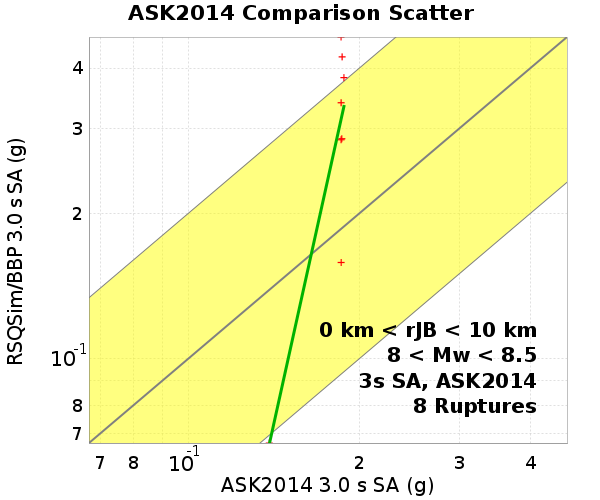 ASK2014 Comparison Scatter
RSQSim/BBP 3.0 s SA (g)
4
3
2
10-1
8
7
0 km < rJB < 10 km
8 < Mw < 8.5
3s SA, ASK2014
8 Ruptures
7 8 10-1 2 3 4
ASK2014 3.0 s SA (g)